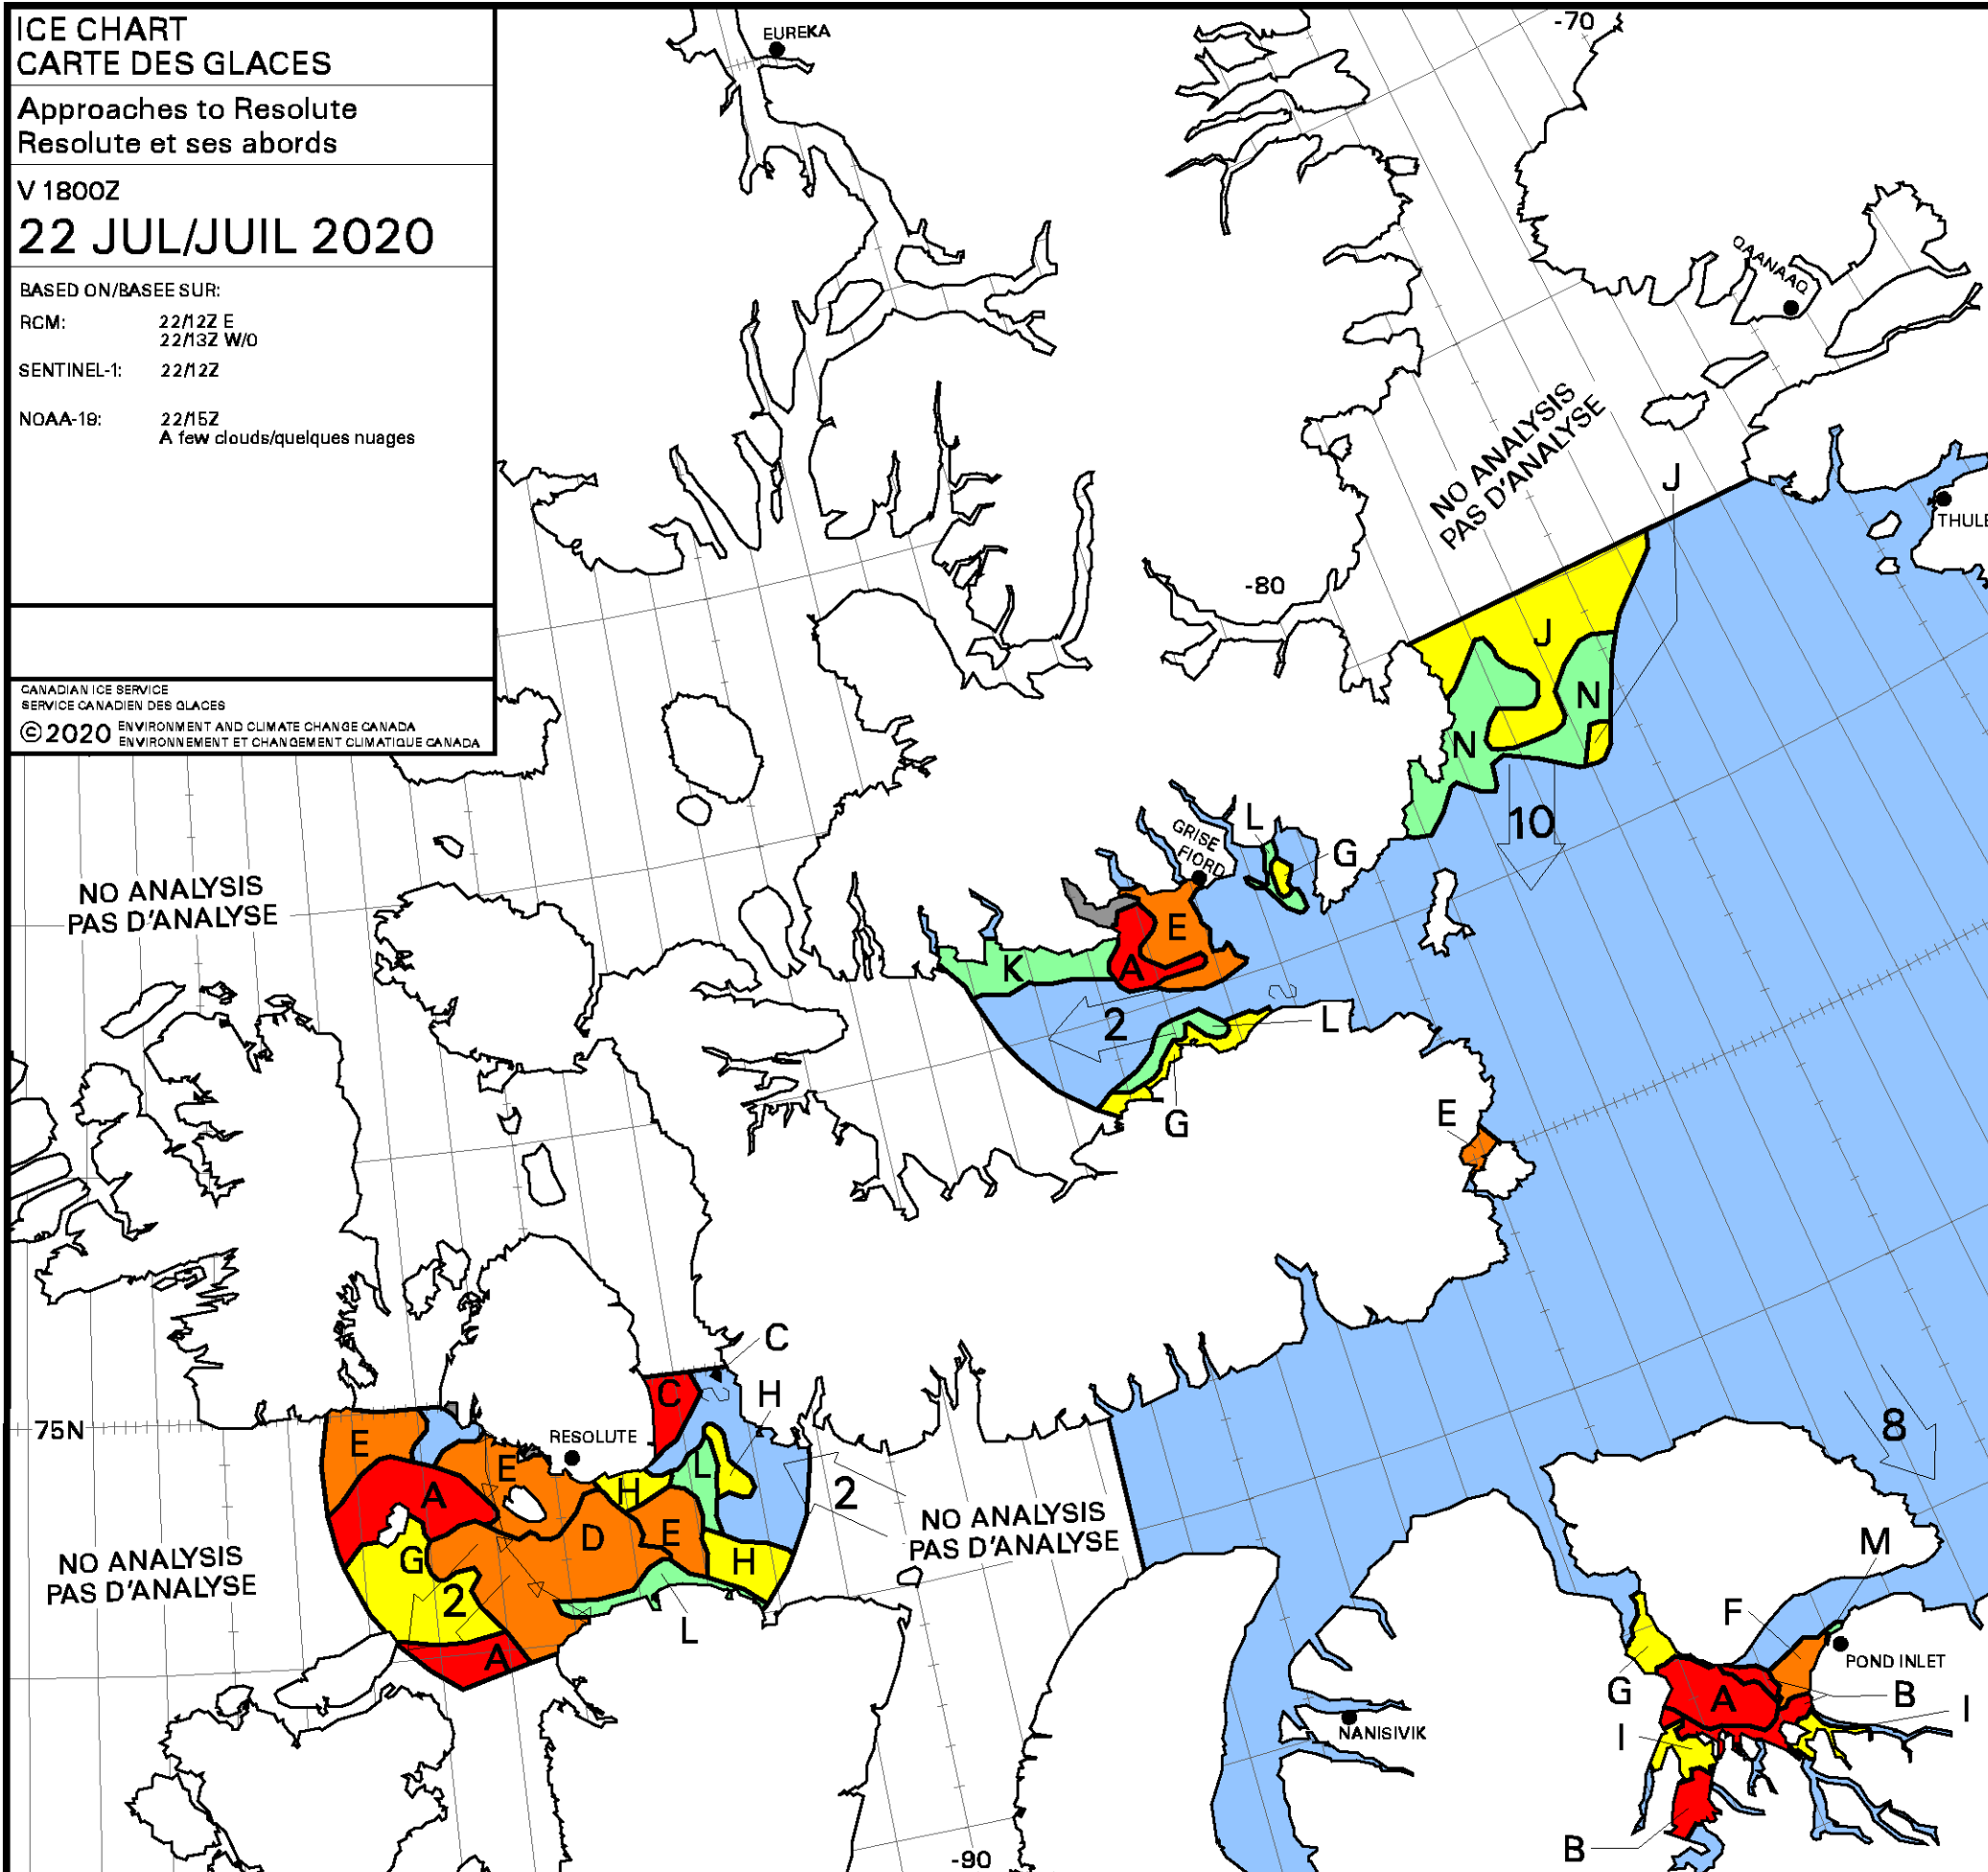 ICE CHART
CARTE DES GLACES
Approaches to Resolute
Resolute et ses abords
V 1800Z
22 JUL/JUIL 2020
BASED ON/BASEE SUR:
RCM: 22/12Z E
22/13Z W/O
SENTINEL-1: 22/12Z
NOAA-19: 22/15Z
A few clouds/quelques nuages
CANADIAN ICE SERVICE
SERVICE CANADIEN DES GLACES
©2020 ENVIRONMENT AND CLIMATE CHANGE CANADA
ENVIRONNEMENT ET CHANGEMENT CLIMATIQUE CANADA
-70
EUREKA
QAANAAQ
NO ANALYSIS
PAS D'ANALYSE
J
THULE
-80
J
N
N
10
L
GRISE
FIORD
G
NO ANALYSIS
PAS D'ANALYSE
E
K
A
2
L
G
E
C
C
H
75N
E
RESOLUTE
E
L
A
H
2
8
NO ANALYSIS
PAS D'ANALYSE
D
E
G
H
NO ANALYSIS
PAS D'ANALYSE
2
L
A
M
F
POND INLET
G
A
B
I
NANISIVIK
I
B
-90